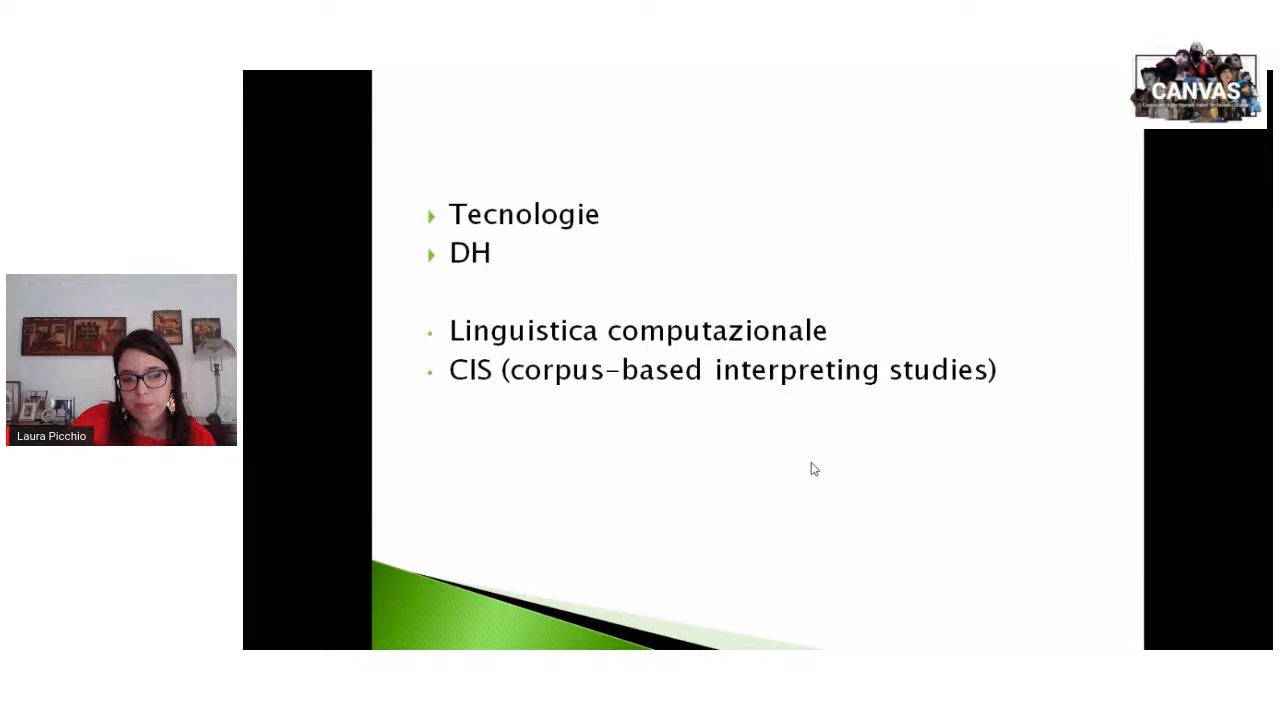 CANVAS
Tecnologie
DH
Linguistica computazionale
CIS (corpus-based interpreting studies)
Laura Picchio